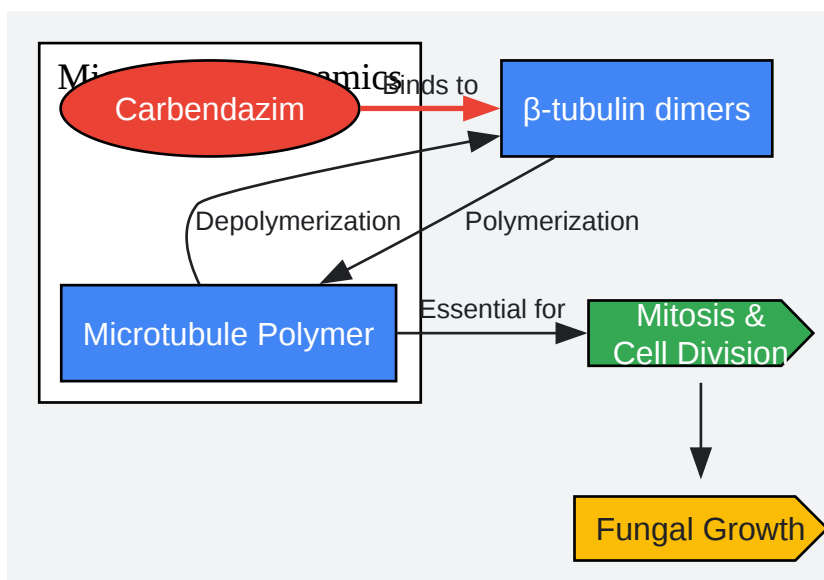 Carbendazim
Binds to
β-tubulin dimers
Depolymerization
Polymerization
Microtubule Polymer
Essential for
Mitosis &
Cell Division
Fungal Growth